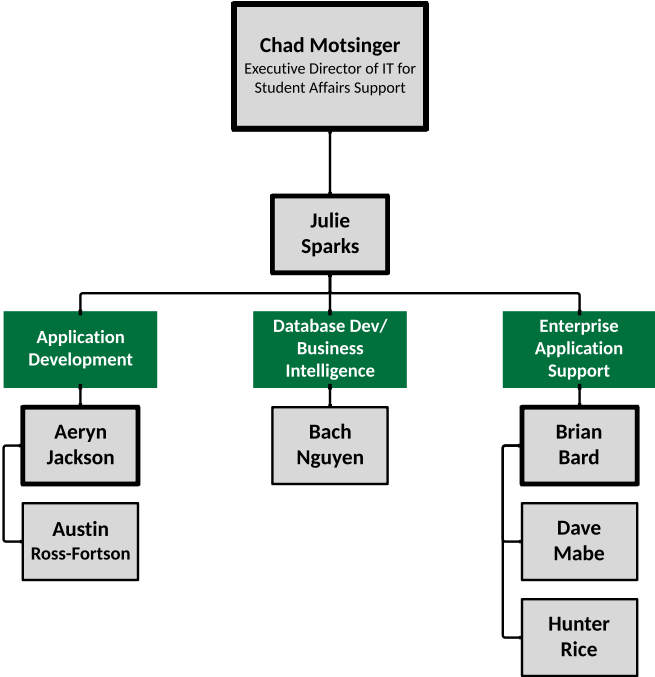 Chad Motsinger
Executive Director of IT for
Student Affairs Support
Julie
Sparks
Application
Development
Database Dev/
Business
Intelligence
Enterprise
Application
Support
Aeryn
Jackson
Bach
Nguyen
Brian
Bard
Austin
Ross-Fortson
Dave
Mabe
Hunter
Rice